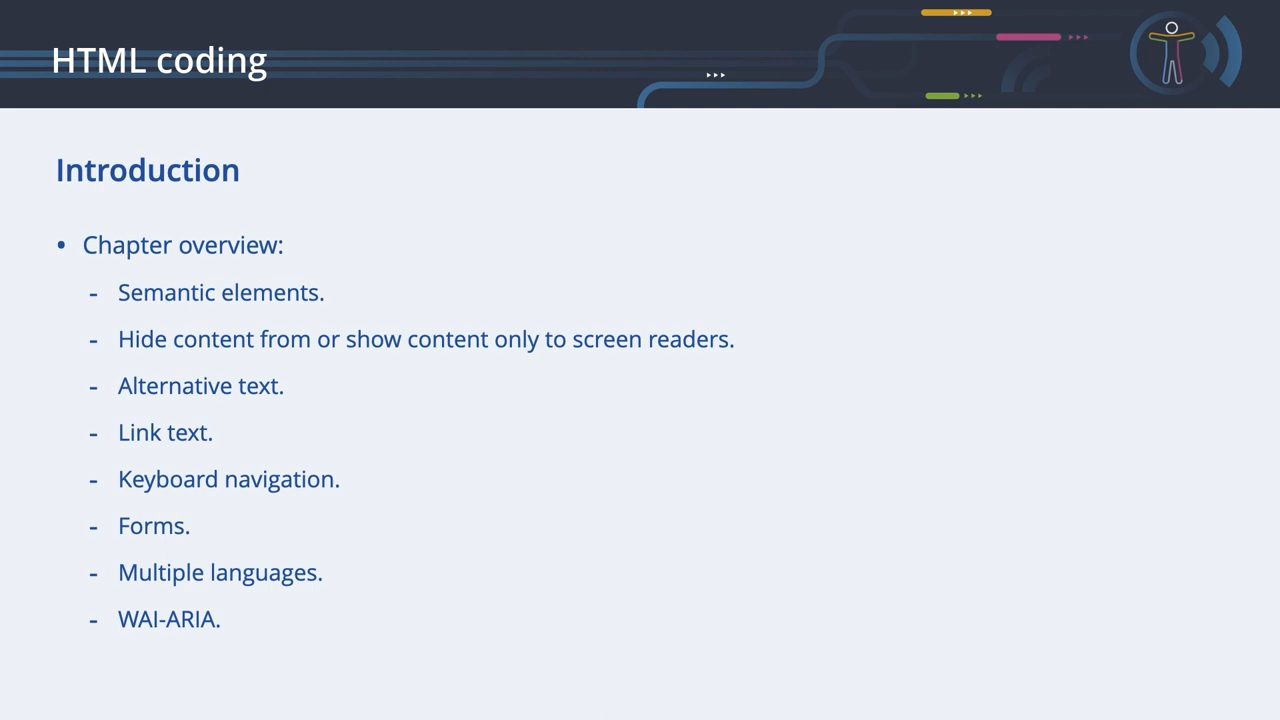 HTML coding
Introduction
• Chapter overview:
- Semantic elements.
- Hide content from or show content only to screen readers.
- Alternative text.
- Link text.
- Keyboard navigation.
- Forms.
- Multiple languages.
- WAI-ARIA.